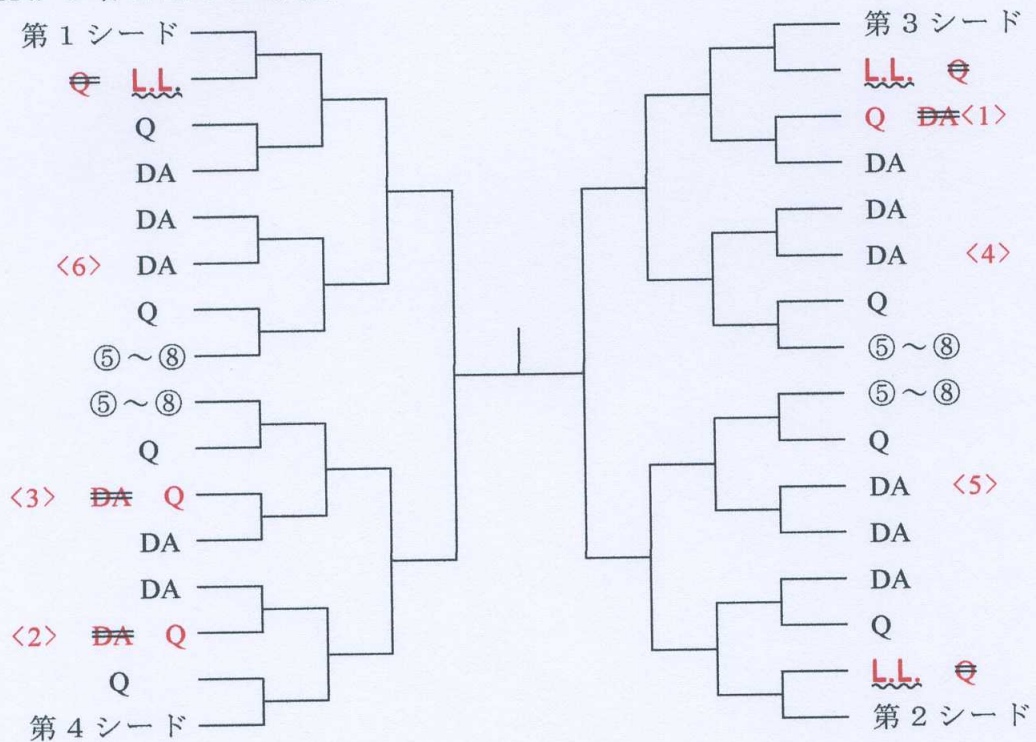 第1シード
Q L.L.
Q
DA
DA
<6> DA
Q
⑤～⑧
⑤～⑧
Q
<3> DA Q
DA
DA
<2> DA Q
Q
第4シード
第3シード
L.L. Q
Q DA<1>
DA
DA
DA <4>
Q
⑤～⑧
⑤～⑧
Q
DA <5>
DA
DA
Q
L.L. Q
第2シード